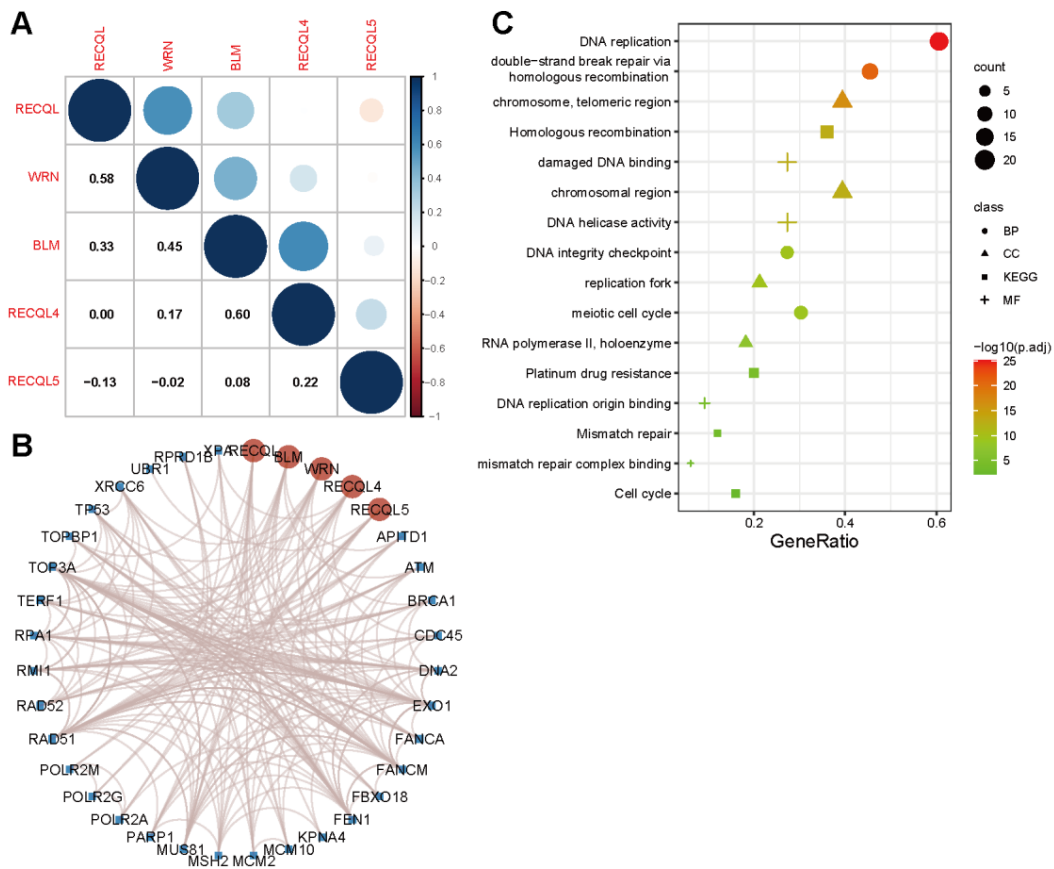 A
RECQL
WRN
BLM
RECQL4
RECQL5
RECQL
WRN 0.58
BLM 0.33 0.45
RECQL4 0.00 0.17 0.60
RECQL5 −0.13 −0.02 0.08 0.22
1
0.8
0.6
0.4
0.2
0
−0.2
−0.4
−0.6
−0.8
−1
B
RECQL
BLM
WRN
RECQL4
RECQL5
APITD1
ATM
BRCA1
CDC45
DNA2
EXO1
FANCA
FANCM
FBXO18
FEN1
KPNA4
MCM10
MCM2
MSH2
MUS81
PARP1
POLR2A
POLR2G
POLR2M
RAD51
RAD52
RMI1
RPA1
TERF1
TOP3A
TOPBP1
TP53
XRCC6
UBR1
RPRD1B
XPA
C
DNA replication
double−strand break repair via
homologous recombination
chromosome, telomeric region
Homologous recombination
damaged DNA binding
chromosomal region
DNA helicase activity
DNA integrity checkpoint
replication fork
meiotic cell cycle
RNA polymerase II, holoenzyme
Platinum drug resistance
DNA replication origin binding
Mismatch repair
mismatch repair complex binding
Cell cycle
0.2 0.4 0.6
GeneRatio
count
5
10
15
20
class
BP
CC
KEGG
MF
−log10(p.adj)
25
20
15
10
5